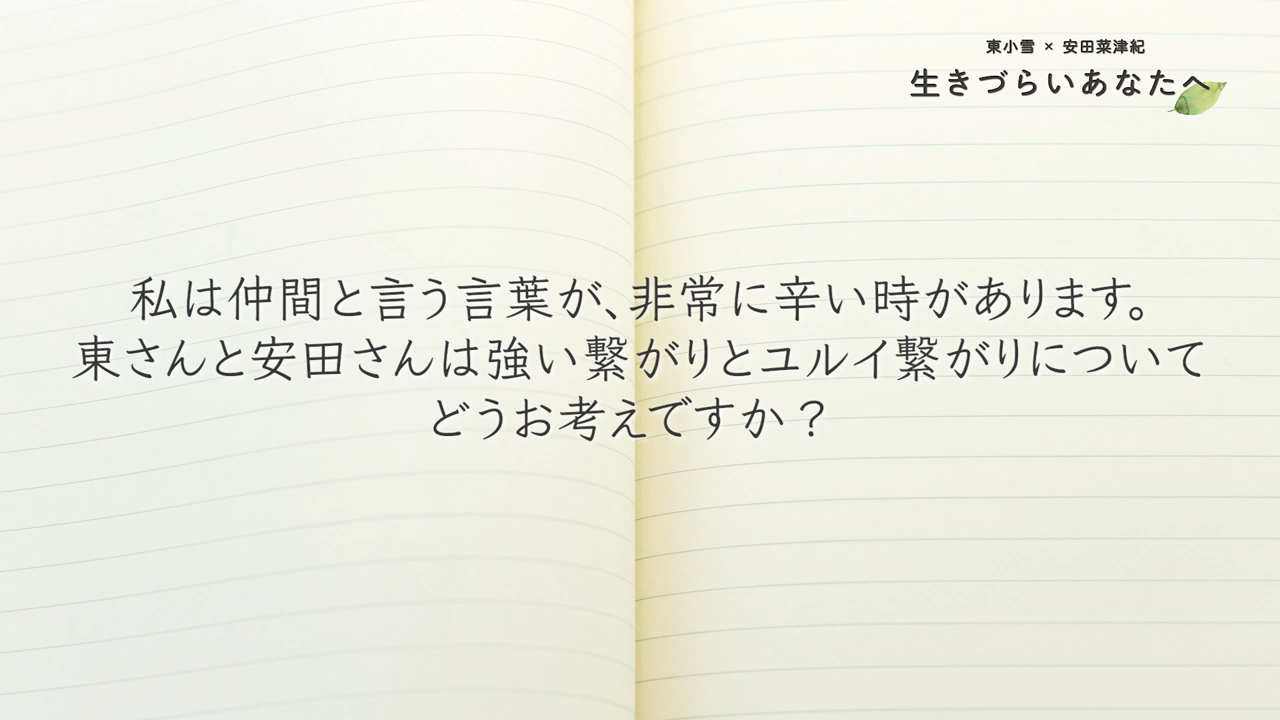 東小雪 × 安田菜津紀
生きづらいあなたへ
私は仲間と言う言葉が、非常に辛い時があります。
東さんと安田さんは強い繋がりとユルイ繋がりについて
どうお考えですか？